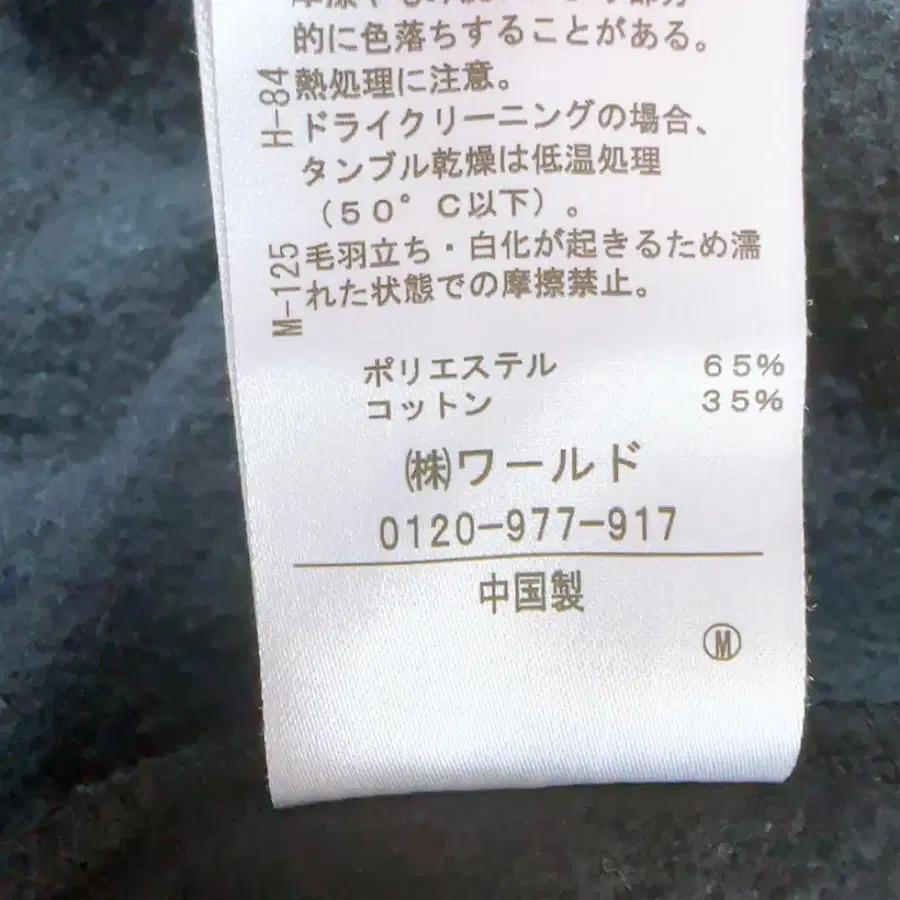 的に色落ちすることがある。
H-84
熱処理に注意。
ドライクリーニングの場合、
タンブル乾燥は低温処理
(50°C以下)。
M-125
毛羽立ち・白化が起きるため濡
れた状態での摩擦禁止。
ポリエステル 65%
コットン 35%
㈱ワールド
0120-977-917
中国製
Ⓜ